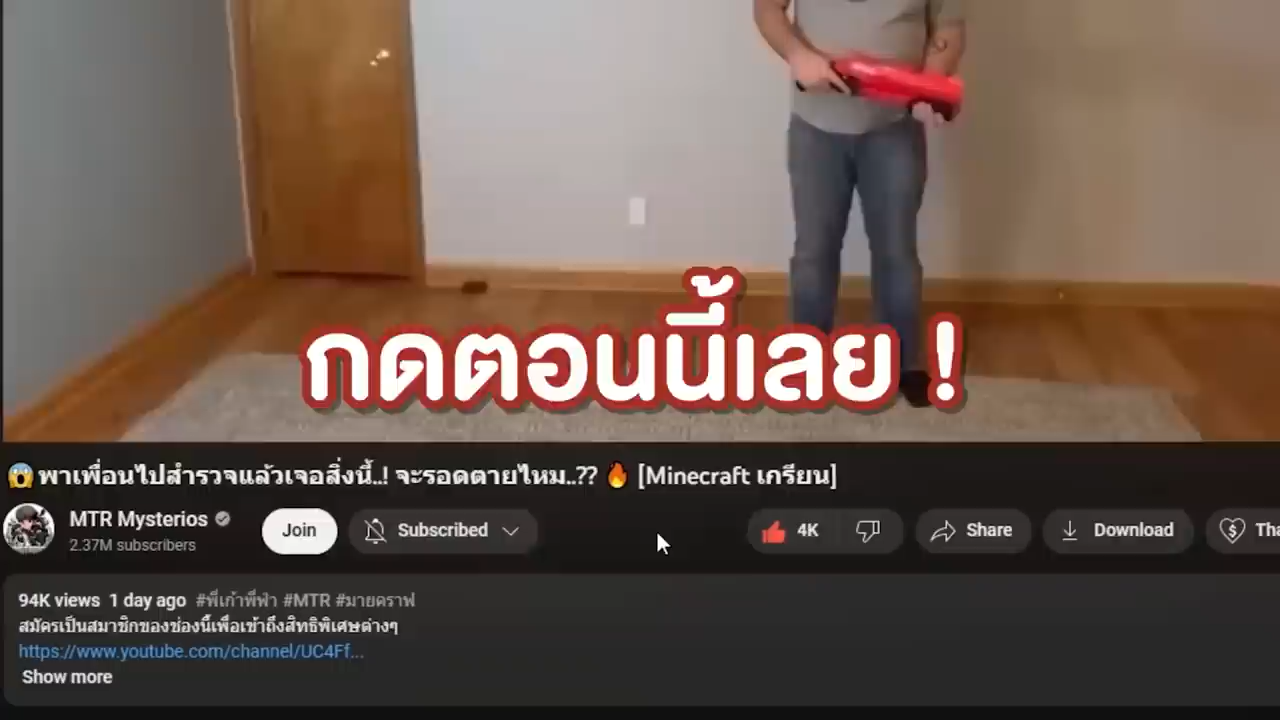 กดตอนนี้เลย !
😱พาเพื่อนไปสำรวจแล้วเจอสิ่งนี้..! จะรอดตายไหม..?? 🔥 [Minecraft เกรียน]
MTR Mysterios
2.37M subscribers
Join
Subscribed
4K
Share
Download
Tha
94K views 1 day ago #พี่เก้าพี่ฟ้า #MTR #มายคราฟ
สมัครเป็นสมาชิกของช่องนี้เพื่อเข้าถึงสิทธิพิเศษต่างๆ
https://www.youtube.com/channel/UC4Ff...
Show more